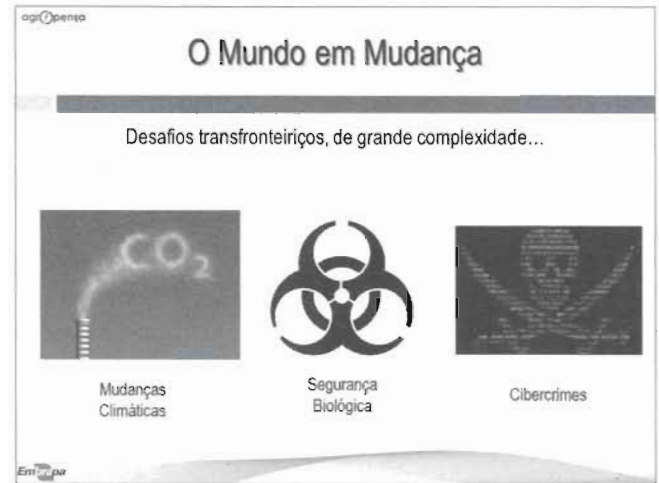 agropensa
O Mundo em Mudança
Desafios transfronteiriços, de grande complexidade...
CO2
Mudanças
Climáticas
Segurança
Biológica
Cibercrimes
Embrapa